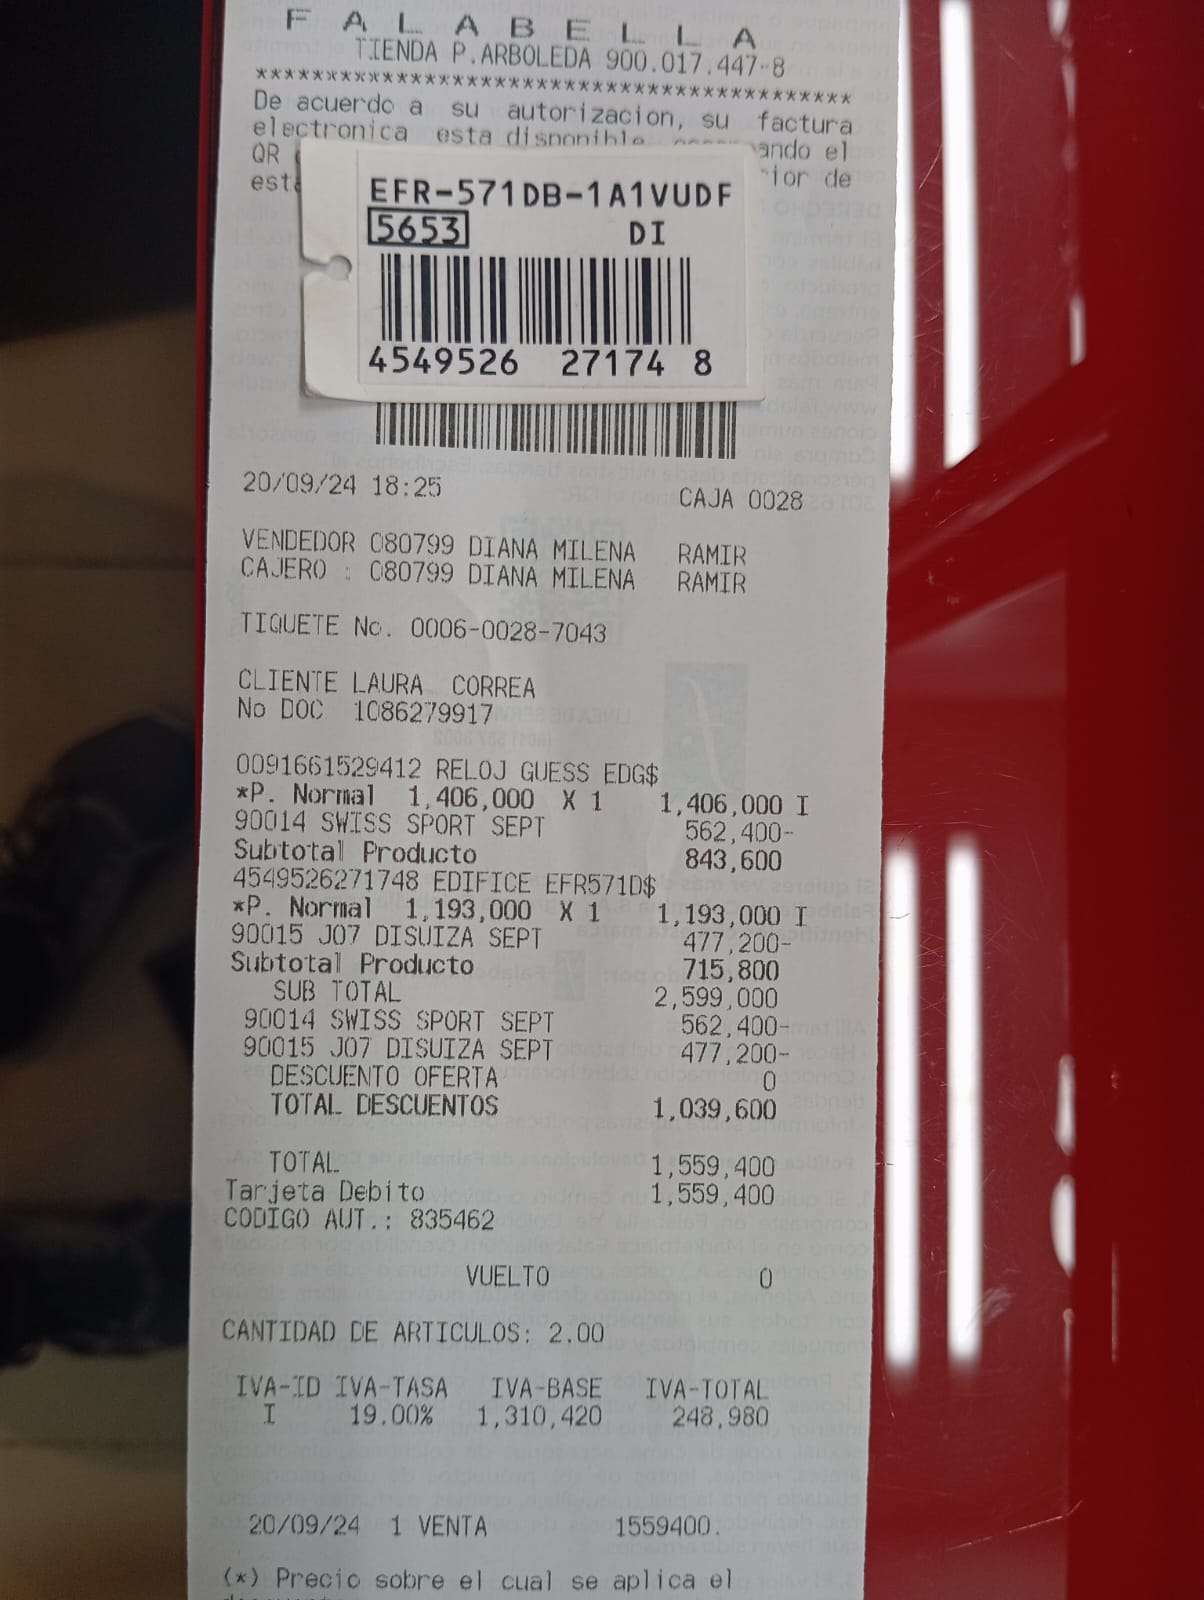 F A L A B E L L A
TIENDA P.ARBOLEDA 900.017.447-8
******************************************
De acuerdo a su autorizacion, su factura
electronica esta disponible ando el
QR rior de
est
EFR-571DB-1A1VUDF
5653 DI
4549526 27174 8
20/09/24 18:25 CAJA 0028
VENDEDOR 080799 DIANA MILENA RAMIR
CAJERO : 080799 DIANA MILENA RAMIR
TIQUETE No. 0006-0028-7043
CLIENTE LAURA CORREA
No DOC 1086279917
0091661529412 RELOJ GUESS EDG$
*P. Normal 1,406,000 X 1 1,406,000 I
90014 SWISS SPORT SEPT 562,400-
Subtotal Producto 843,600
4549526271748 EDIFICE EFR571D$
*P. Normal 1,193,000 X 1 1,193,000 I
90015 J07 DISUIZA SEPT 477,200-
Subtotal Producto 715,800
SUB TOTAL 2,599,000
90014 SWISS SPORT SEPT 562,400-
90015 J07 DISUIZA SEPT 477,200-
DESCUENTO OFERTA 0
TOTAL DESCUENTOS 1,039,600
TOTAL 1,559,400
Tarjeta Debito 1,559,400
CODIGO AUT.: 835462
VUELTO 0
CANTIDAD DE ARTICULOS: 2.00
IVA-ID IVA-TASA IVA-BASE IVA-TOTAL
I 19.00% 1,310,420 248,980
20/09/24 1 VENTA 1559400.
(*) Precio sobre el cual se aplica el